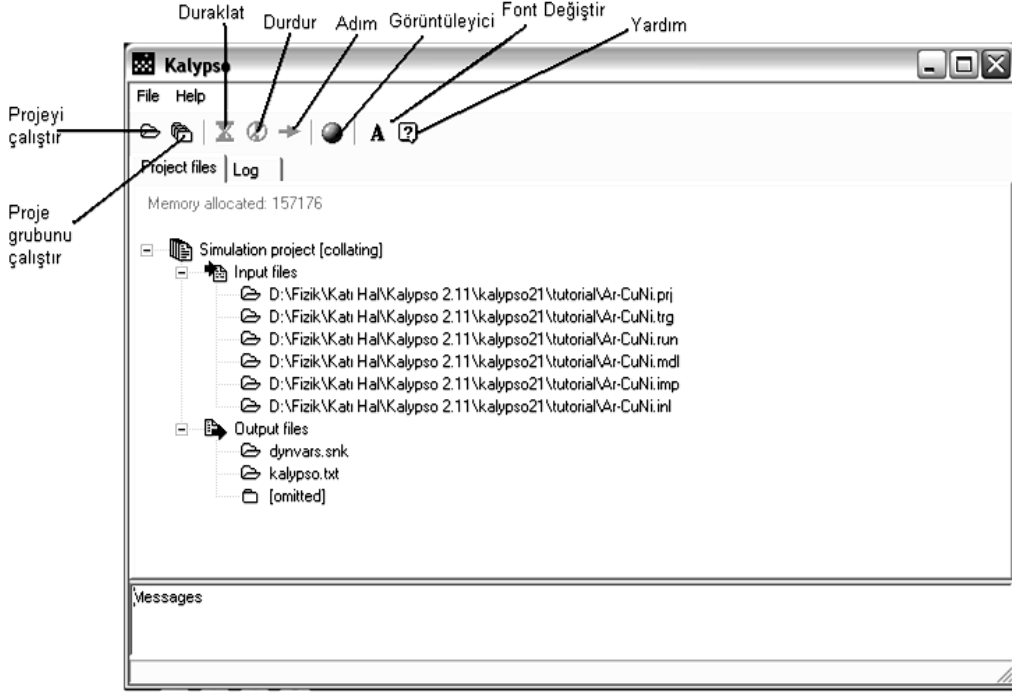 Duraklat
Durdur
Adım
Görüntüleyici
Font Değiştir
Yardım
Kalypso
File Help
Projeyi
çalıştır
A ?
Project files Log
Memory allocated: 157176
Proje
grubunu
çalıştır
Simulation project [collating]
Input files
D:\Fizik\Katı Hal\Kalypso 2.11\kalypso21\tutorial\Ar-CuNi.prj
D:\Fizik\Katı Hal\Kalypso 2.11\kalypso21\tutorial\Ar-CuNi.trg
D:\Fizik\Katı Hal\Kalypso 2.11\kalypso21\tutorial\Ar-CuNi.run
D:\Fizik\Katı Hal\Kalypso 2.11\kalypso21\tutorial\Ar-CuNi.mdl
D:\Fizik\Katı Hal\Kalypso 2.11\kalypso21\tutorial\Ar-CuNi.imp
D:\Fizik\Katı Hal\Kalypso 2.11\kalypso21\tutorial\Ar-CuNi.inl
Output files
dynvars.snk
kalypso.txt
[omitted]
Messages